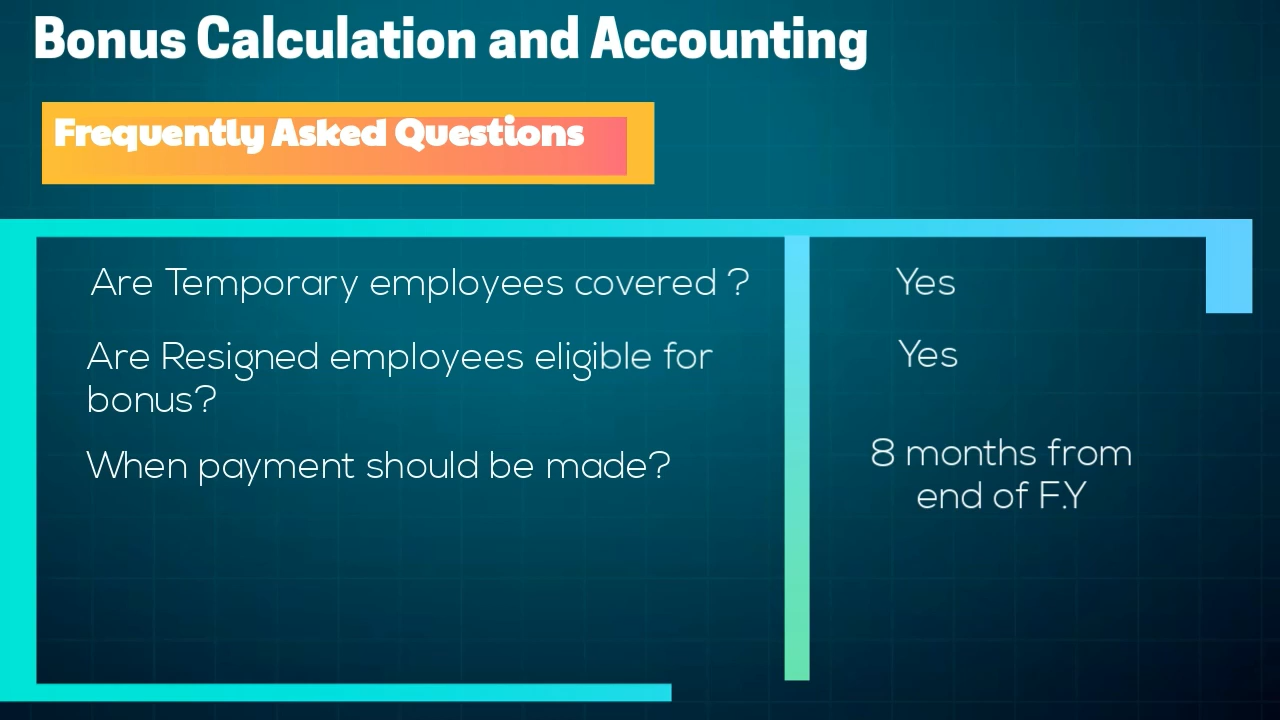 Bonus Calculation and Accounting
Frequently Asked Questions
Are Temporary employees covered ?
Yes
Are Resigned employees eligible for
bonus?
Yes
When payment should be made?
8 months from
end of F.Y